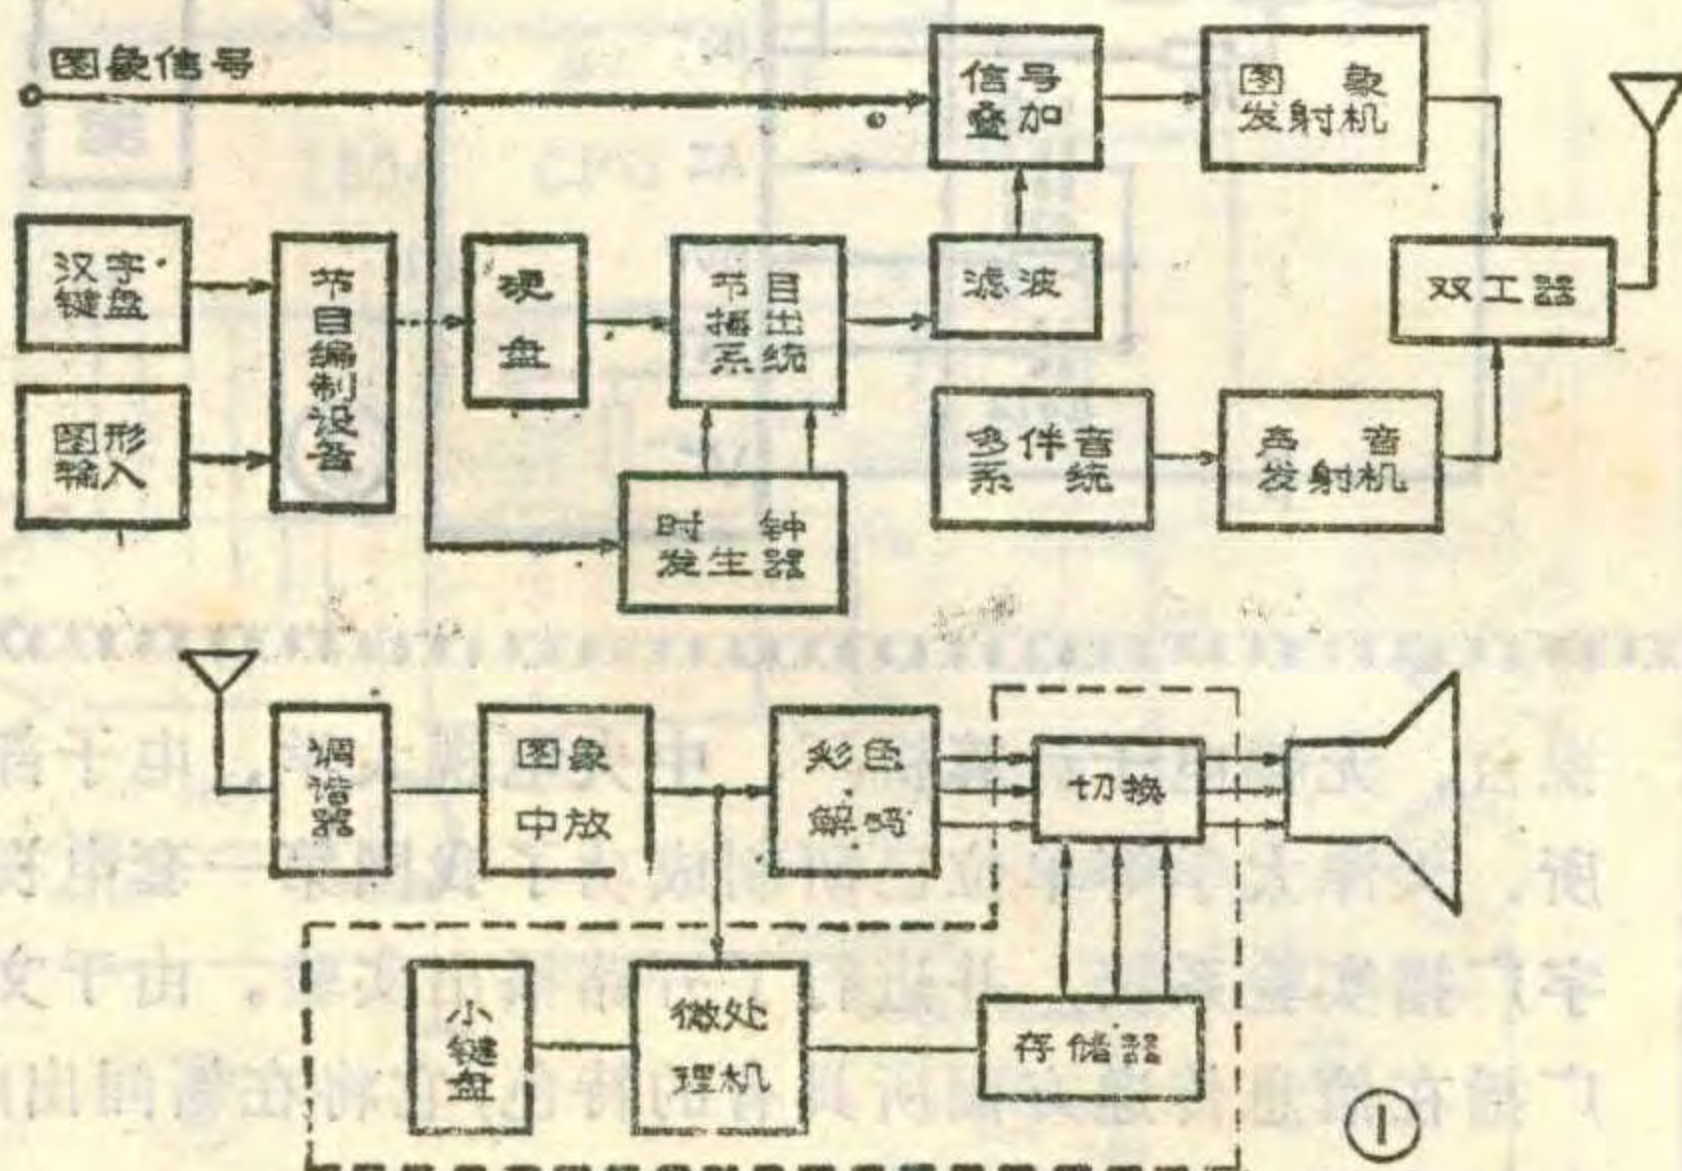 图象信号
信号
叠加
图象
发射机
汉字
键盘
节目编制设备
硬盘
节目
播出
系统
滤波
双工器
图形
输入
多伴音
系统
声音
发射机
时钟
发生器
调谐器
图象
中放
彩色
解码
切换
小键盘
微处
理机
存储器
①